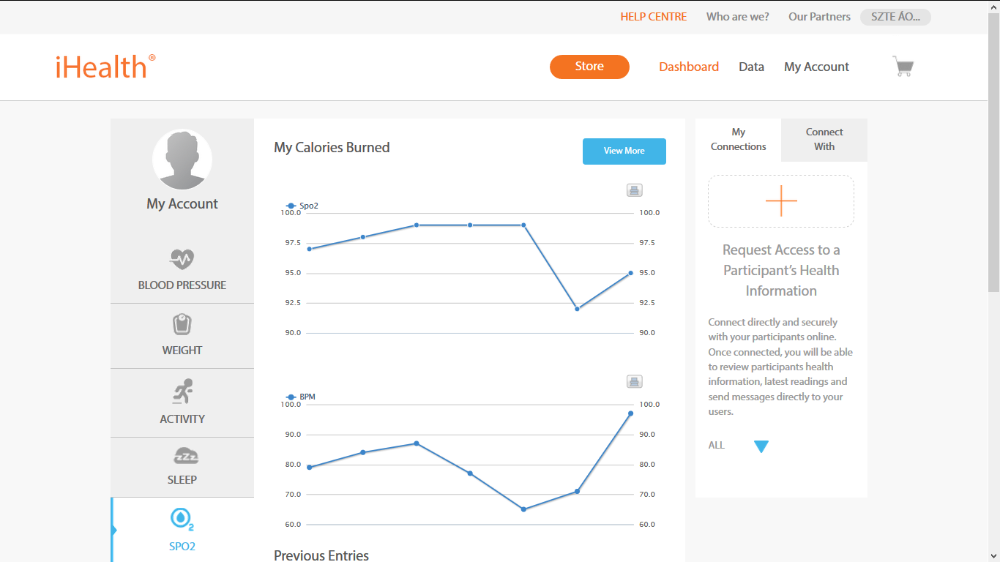 HELP CENTRE Who are we? Our Partners SZTE ÁO...
iHealth®
Store Dashboard Data My Account
My Account
BLOOD PRESSURE
WEIGHT
ACTIVITY
SLEEP
SPO2
My Calories Burned
View More
Spo2
100.0 100.0
97.5 97.5
95.0 95.0
92.5 92.5
90.0 90.0
BPM
100.0 100.0
90.0 90.0
80.0 80.0
70.0 70.0
60.0 60.0
Previous Entries
My
Connections
Connect
With
Request Access to a
Participant's Health
Information
Connect directly and securely
with your participants online.
Once connected, you will be able
to review participants health
information, latest readings and
send messages directly to your
users.
ALL